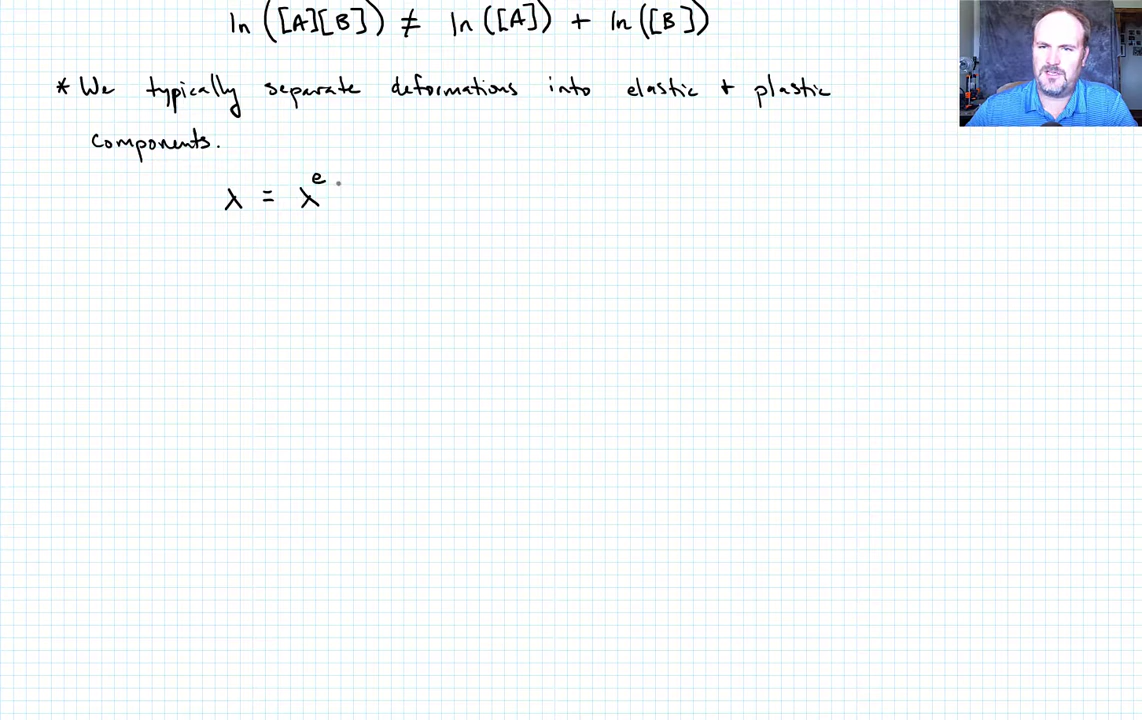 ln ([A][B]) ≠ ln ([A]) + ln ([B])
* We typically separate deformations into elastic + plastic
components.
λ = λ^e